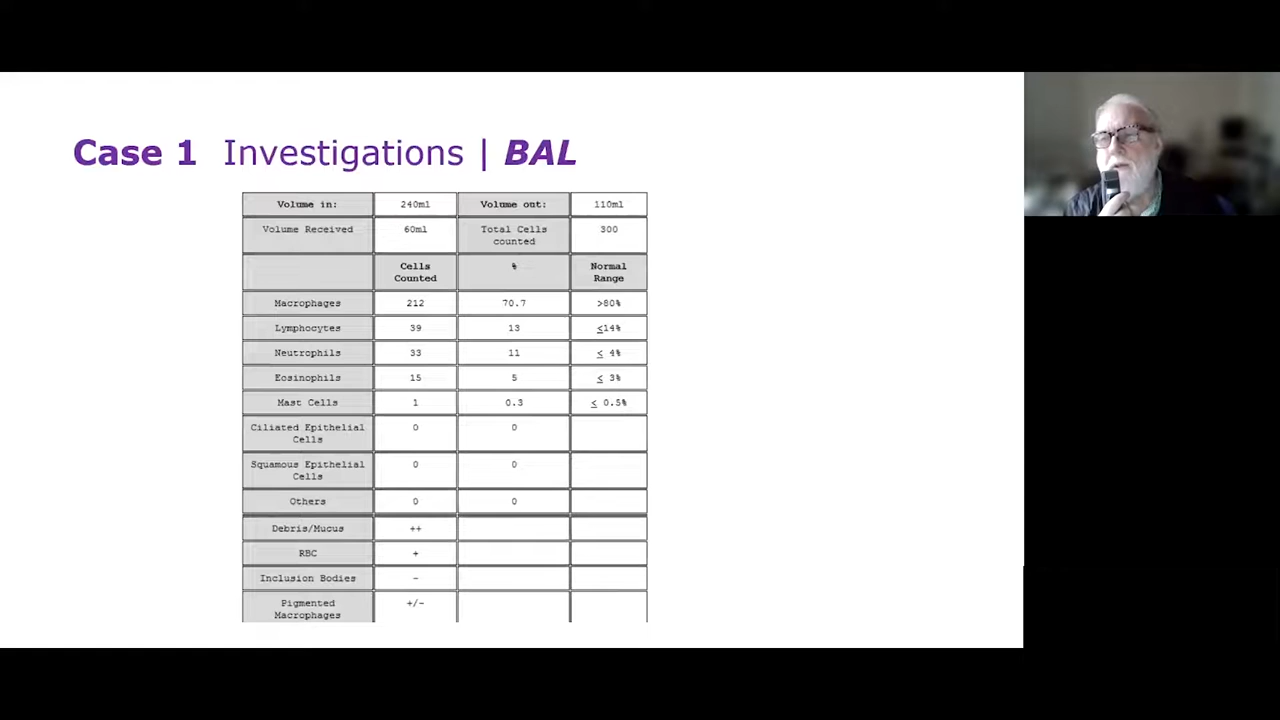 Case 1 Investigations | BAL
Volume in: 240ml Volume out: 110ml
Volume Received 60ml Total Cells counted 300
Cells Counted % Normal Range
Macrophages 212 70.7 >80%
Lymphocytes 39 13 ≤14%
Neutrophils 33 11 ≤ 4%
Eosinophils 15 5 ≤ 3%
Mast Cells 1 0.3 ≤ 0.5%
Ciliated Epithelial Cells 0 0
Squamous Epithelial Cells 0 0
Others 0 0
Debris/Mucus ++
RBC +
Inclusion Bodies -
Pigmented Macrophages +/-